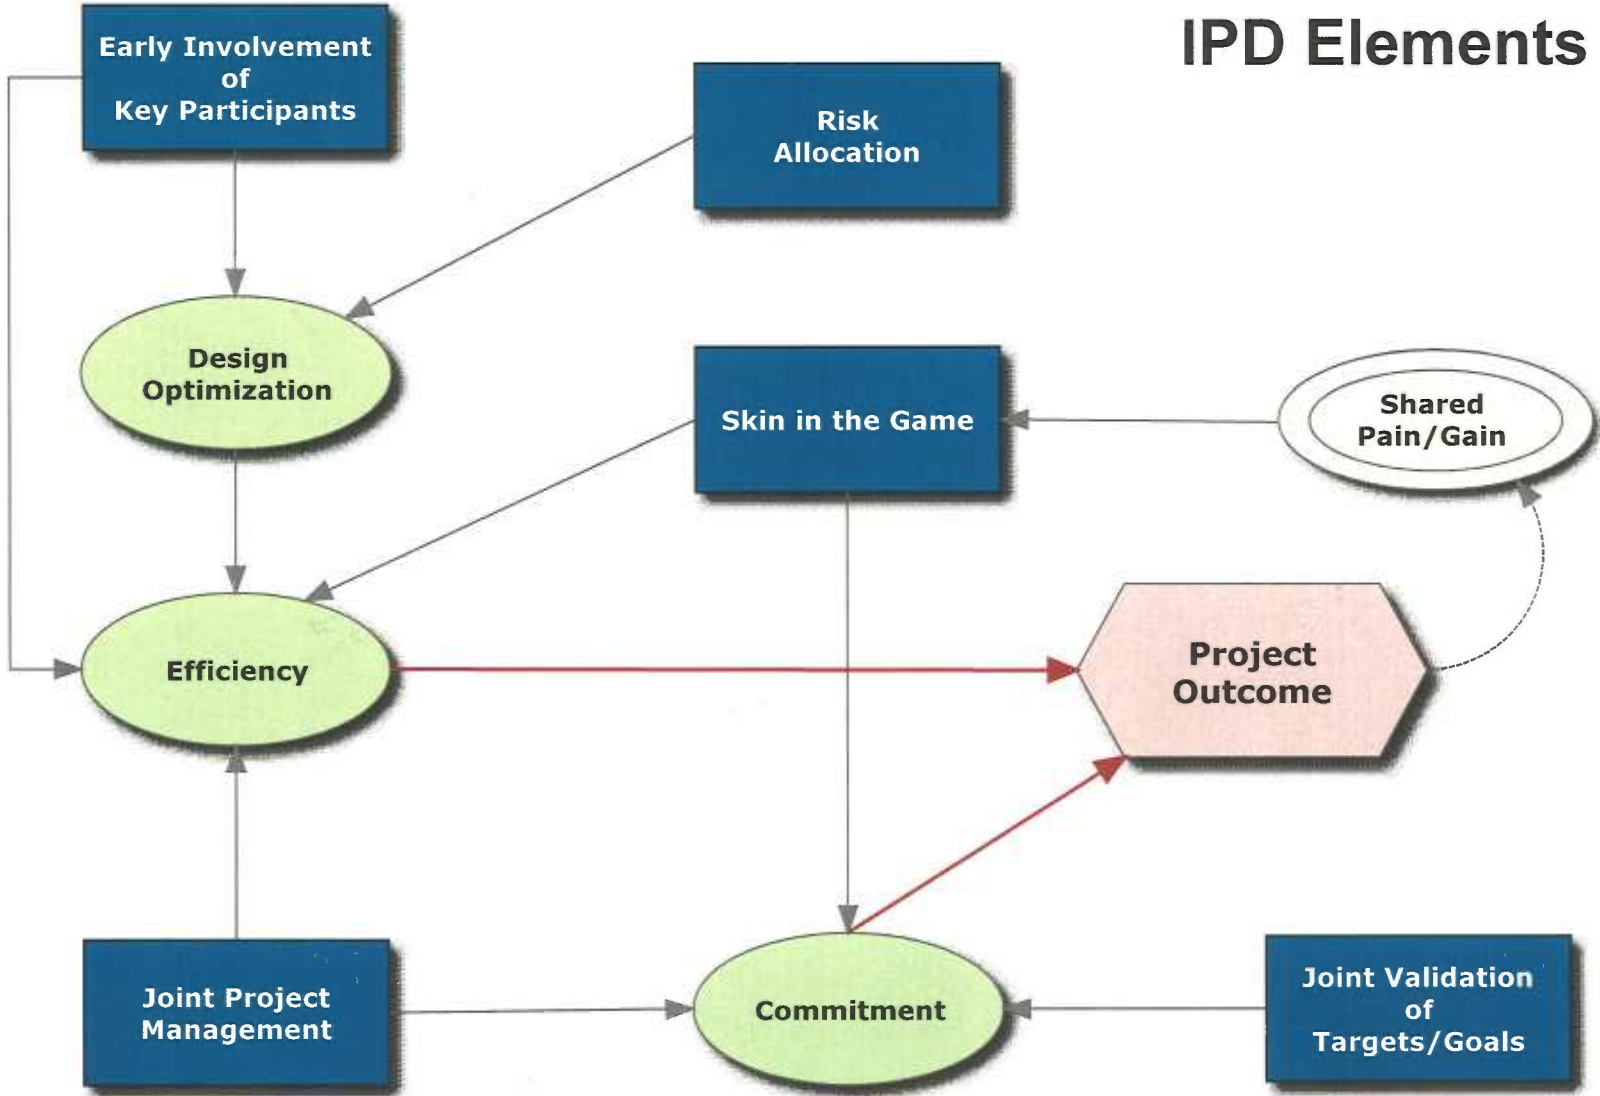 IPD Elements
Early Involvement
of
Key Participants
Risk
Allocation
Design
Optimization
Skin in the Game
Shared
Pain/Gain
Efficiency
Project
Outcome
Joint Project
Management
Commitment
Joint Validation
of
Targets/Goals